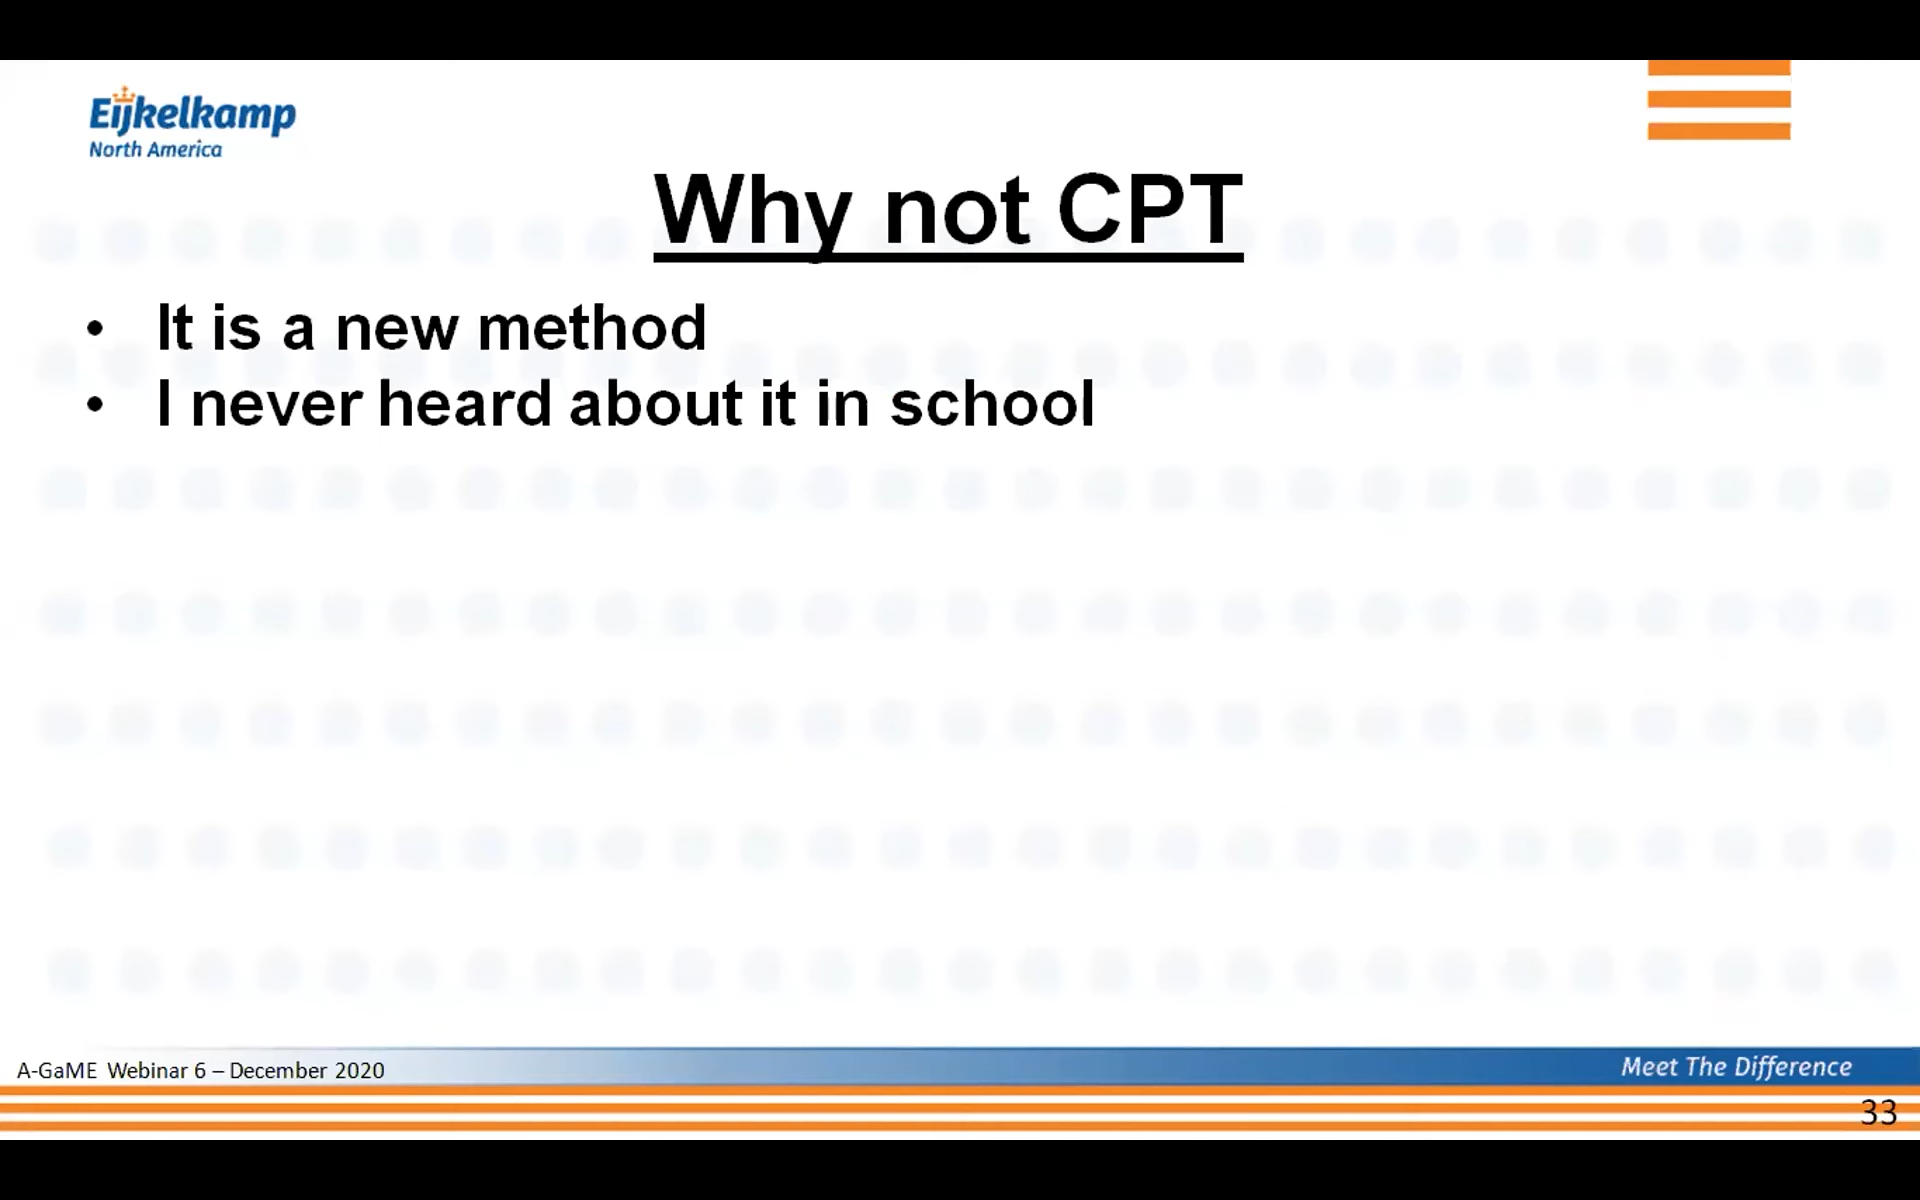 Eijkelkamp
North America
Why not CPT
• It is a new method
• I never heard about it in school
A-GaME Webinar 6 – December 2020
Meet The Difference
33